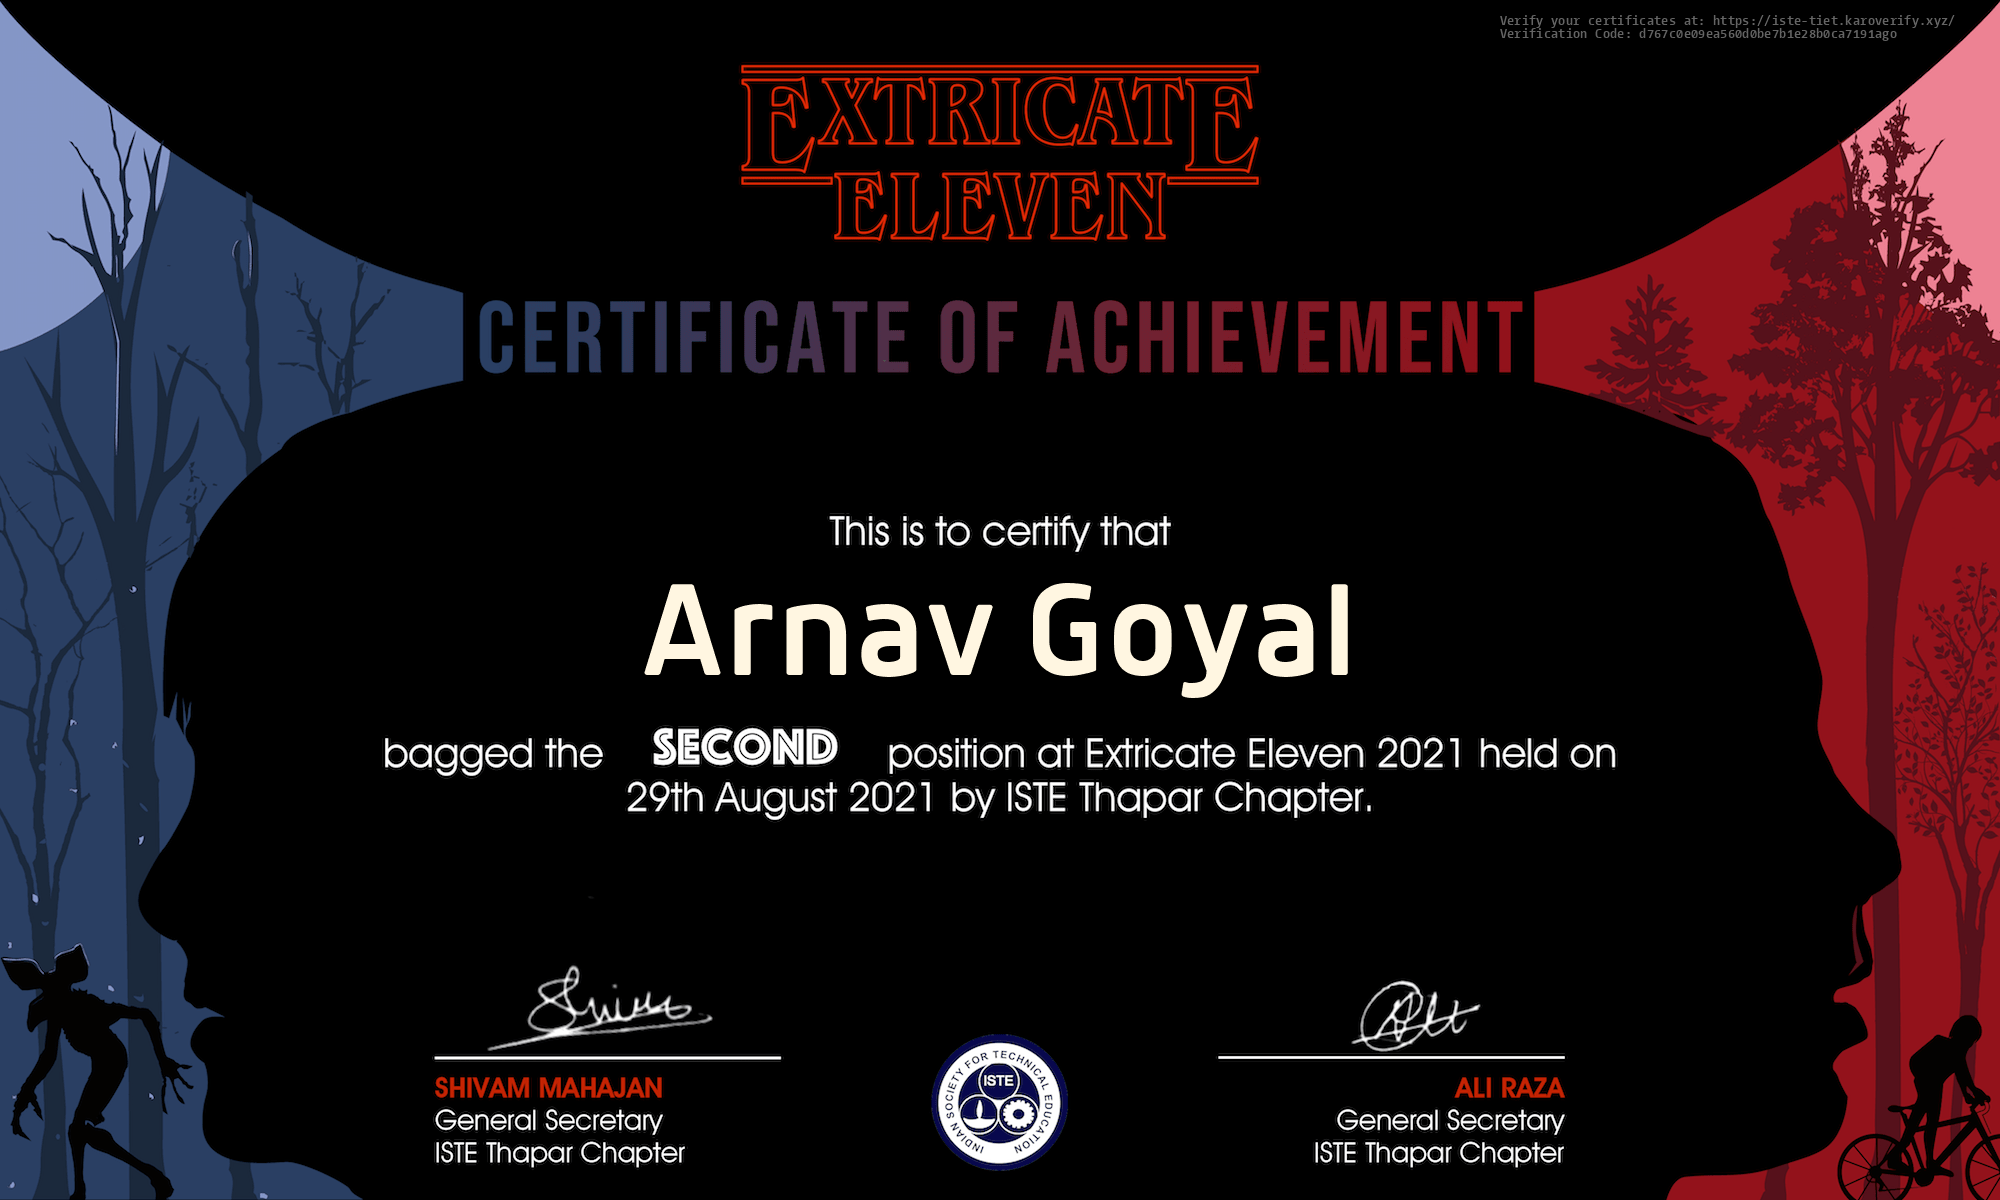 Verify your certificates at: https://iste-tiet.karoverify.xyz/
Verification Code: d767c0e09ea560d0be7b1e28b0ca7191ago
EXTRICATE
ELEVEN
CERTIFICATE OF ACHIEVEMENT
This is to certify that
Arnav Goyal
bagged the SECOND position at Extricate Eleven 2021 held on
29th August 2021 by ISTE Thapar Chapter.
SHIVAM MAHAJAN
General Secretary
ISTE Thapar Chapter
INDIAN SOCIETY FOR TECHNICAL EDUCATION
ISTE
ALI RAZA
General Secretary
ISTE Thapar Chapter